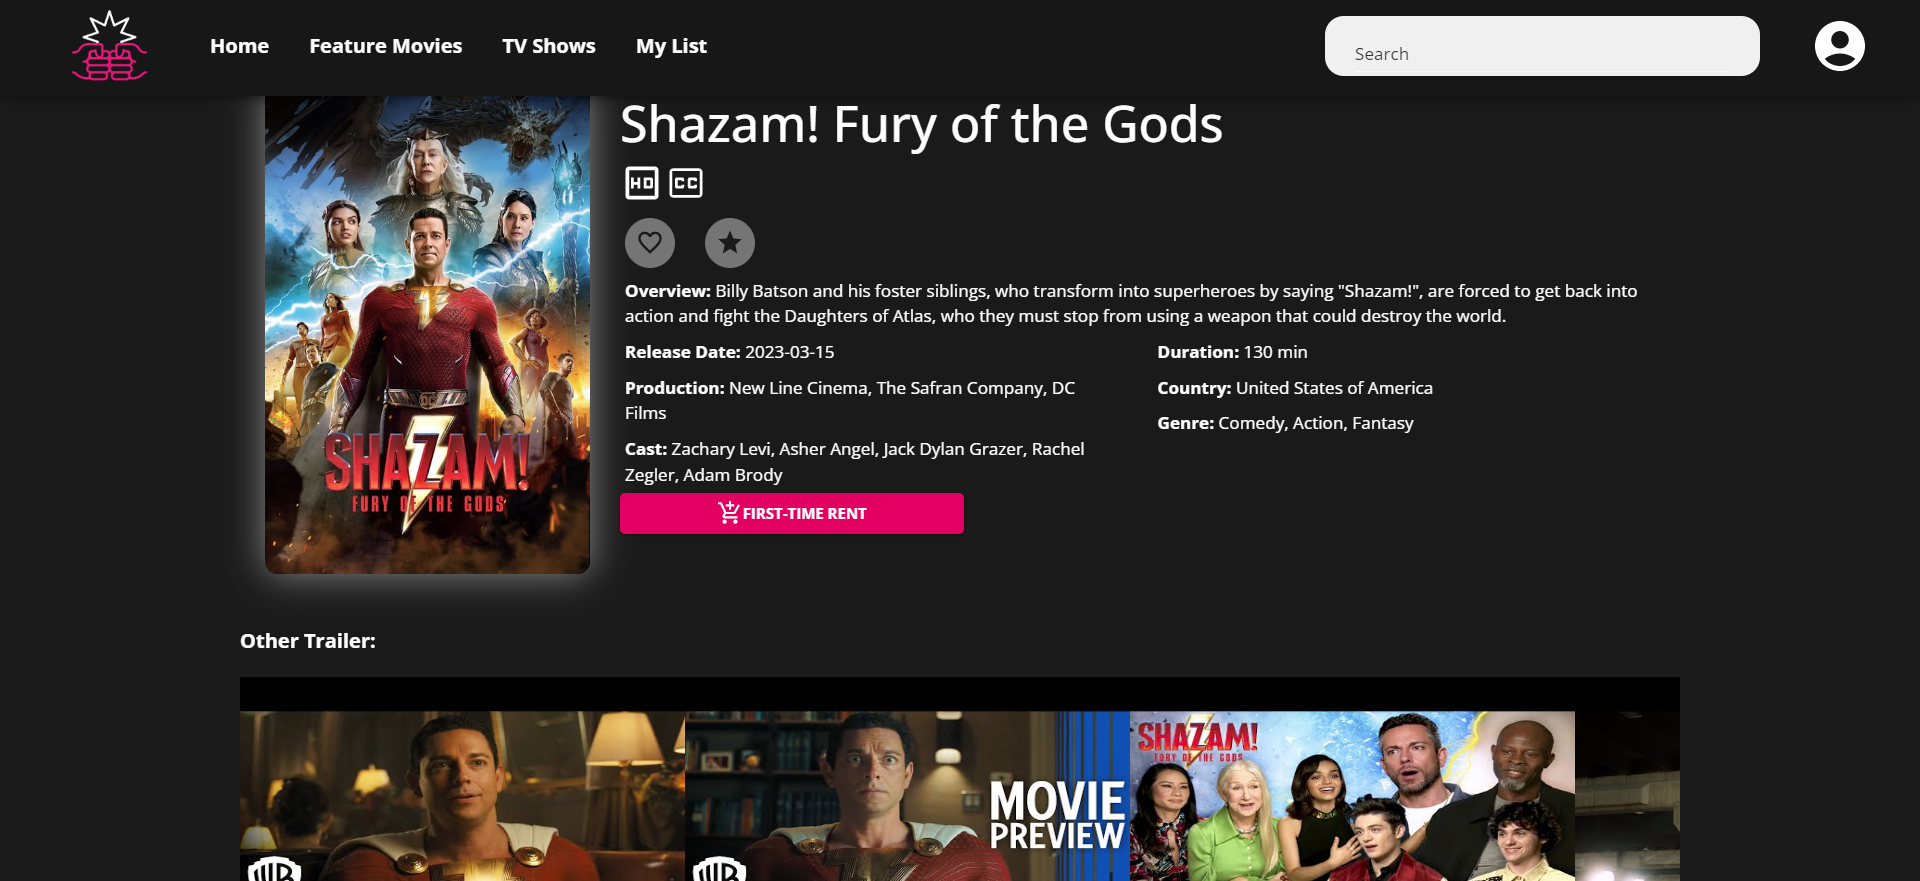 Home
Feature Movies
TV Shows
My List
Search
Shazam! Fury of the Gods
HD
CC
Overview: Billy Batson and his foster siblings, who transform into superheroes by saying "Shazam!", are forced to get back into
action and fight the Daughters of Atlas, who they must stop from using a weapon that could destroy the world.
Release Date: 2023-03-15
Duration: 130 min
Production: New Line Cinema, The Safran Company, DC
Films
Country: United States of America
Genre: Comedy, Action, Fantasy
Cast: Zachary Levi, Asher Angel, Jack Dylan Grazer, Rachel
Zegler, Adam Brody
FIRST-TIME RENT
DC
SHAZAM!
FURY OF THE GODS
Other Trailer:
WB
MOVIE
PREVIEW
WB
SHAZAM!
FURY OF THE GODS